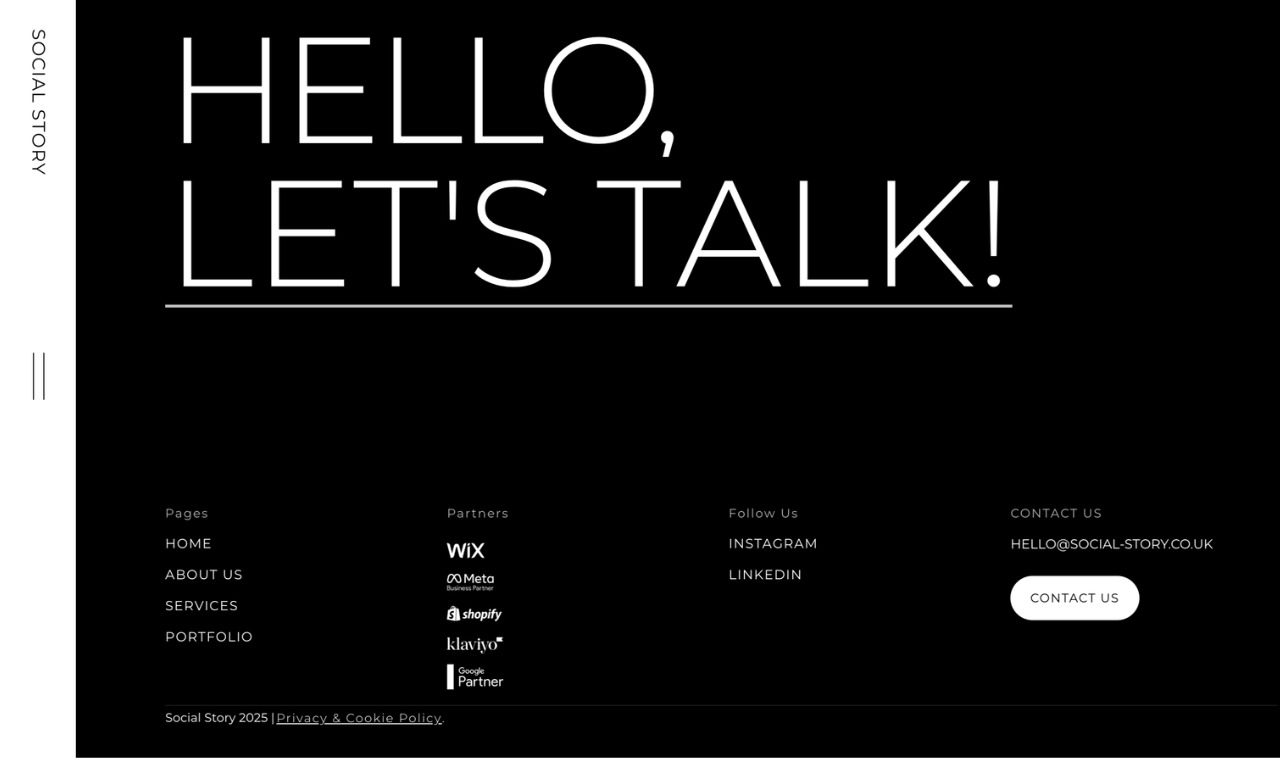 SOCIAL STORY
HELLO,
LET'S TALK!
Pages
HOME
ABOUT US
SERVICES
PORTFOLIO
Partners
WiX
Meta
Business Partner
shopify
klaviyo
Google
Partner
Follow Us
INSTAGRAM
LINKEDIN
CONTACT US
HELLO@SOCIAL-STORY.CO.UK
CONTACT US
Social Story 2025 | Privacy & Cookie Policy.